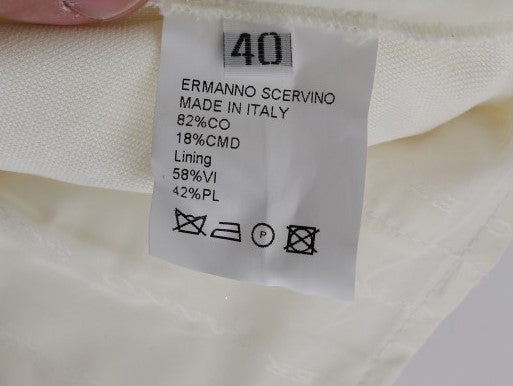 40
ERMANNO SCERVINO
MADE IN ITALY
82%CO
18%CMD
Lining
58%VI
42%PL
P